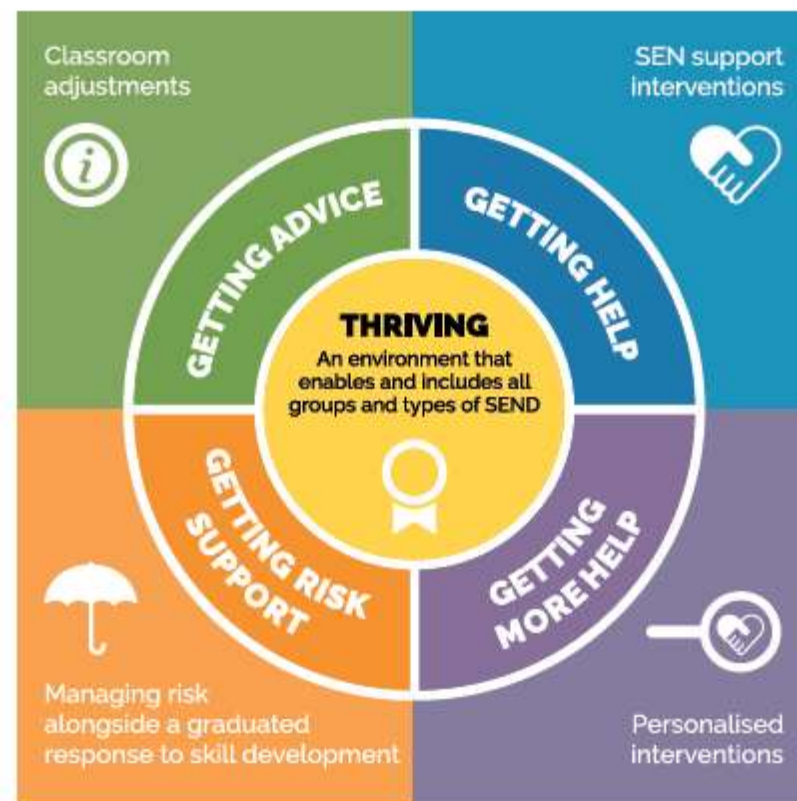 Classroom
adjustments
i
SEN support
interventions
GETTING ADVICE
GETTING HELP
THRIVING
An environment that
enables and includes all
groups and types of SEND
GETTING RISK
SUPPORT
GETTING
MORE HELP
Managing risk
alongside a graduated
response to skill development
Personalised
interventions